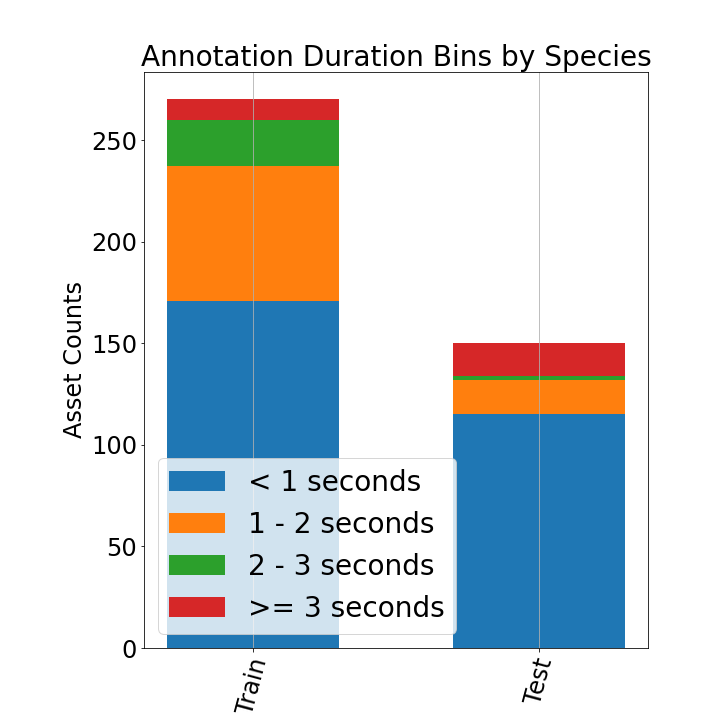 Annotation Duration Bins by Species
Asset Counts
250
200
150
100
50
0
< 1 seconds
1 - 2 seconds
2 - 3 seconds
>= 3 seconds
Train
Test